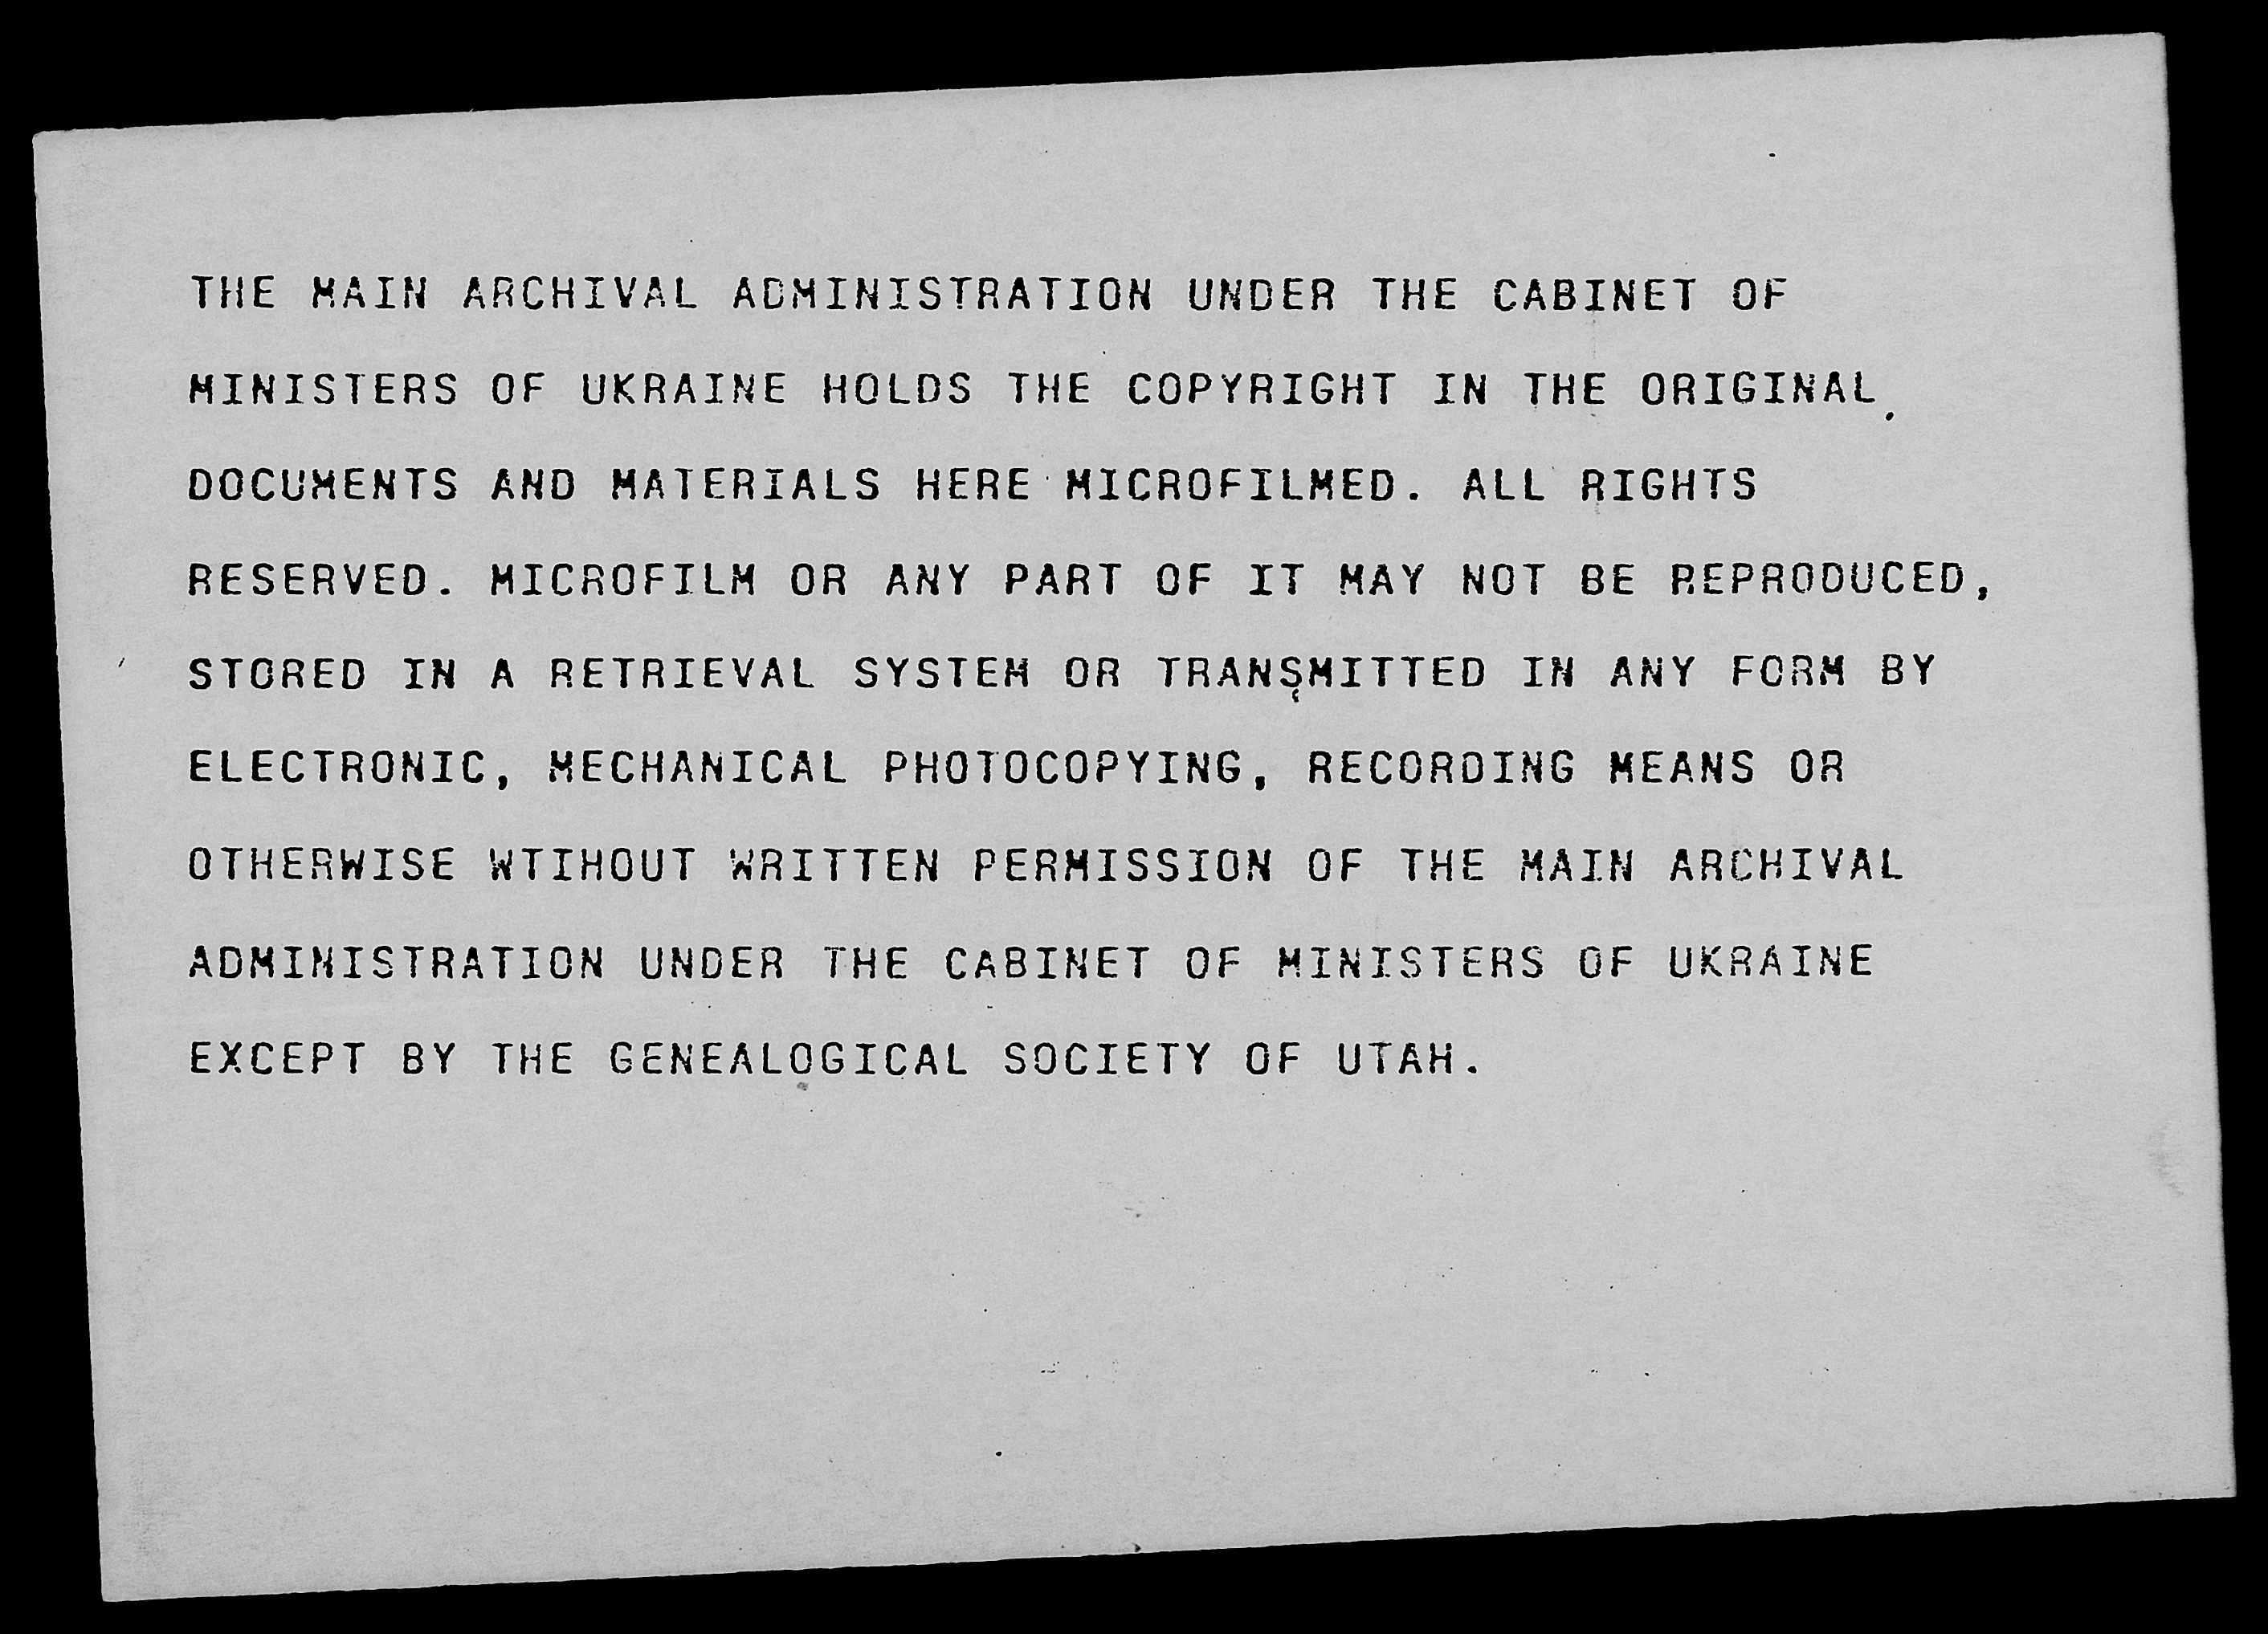 THE MAIN ARCHIVAL ADMINISTRATION UNDER THE CABINET OF
MINISTERS OF UKRAINE HOLDS THE COPYRIGHT IN THE ORIGINAL
DOCUMENTS AND MATERIALS HERE MICROFILMED. ALL RIGHTS
RESERVED. MICROFILM OR ANY PART OF IT MAY NOT BE REPRODUCED,
STORED IN A RETRIEVAL SYSTEM OR TRANSMITTED IN ANY FORM BY
ELECTRONIC, MECHANICAL PHOTOCOPYING, RECORDING MEANS OR
OTHERWISE WTIHOUT WRITTEN PERMISSION OF THE MAIN ARCHIVAL
ADMINISTRATION UNDER THE CABINET OF MINISTERS OF UKRAINE
EXCEPT BY THE GENEALOGICAL SOCIETY OF UTAH.